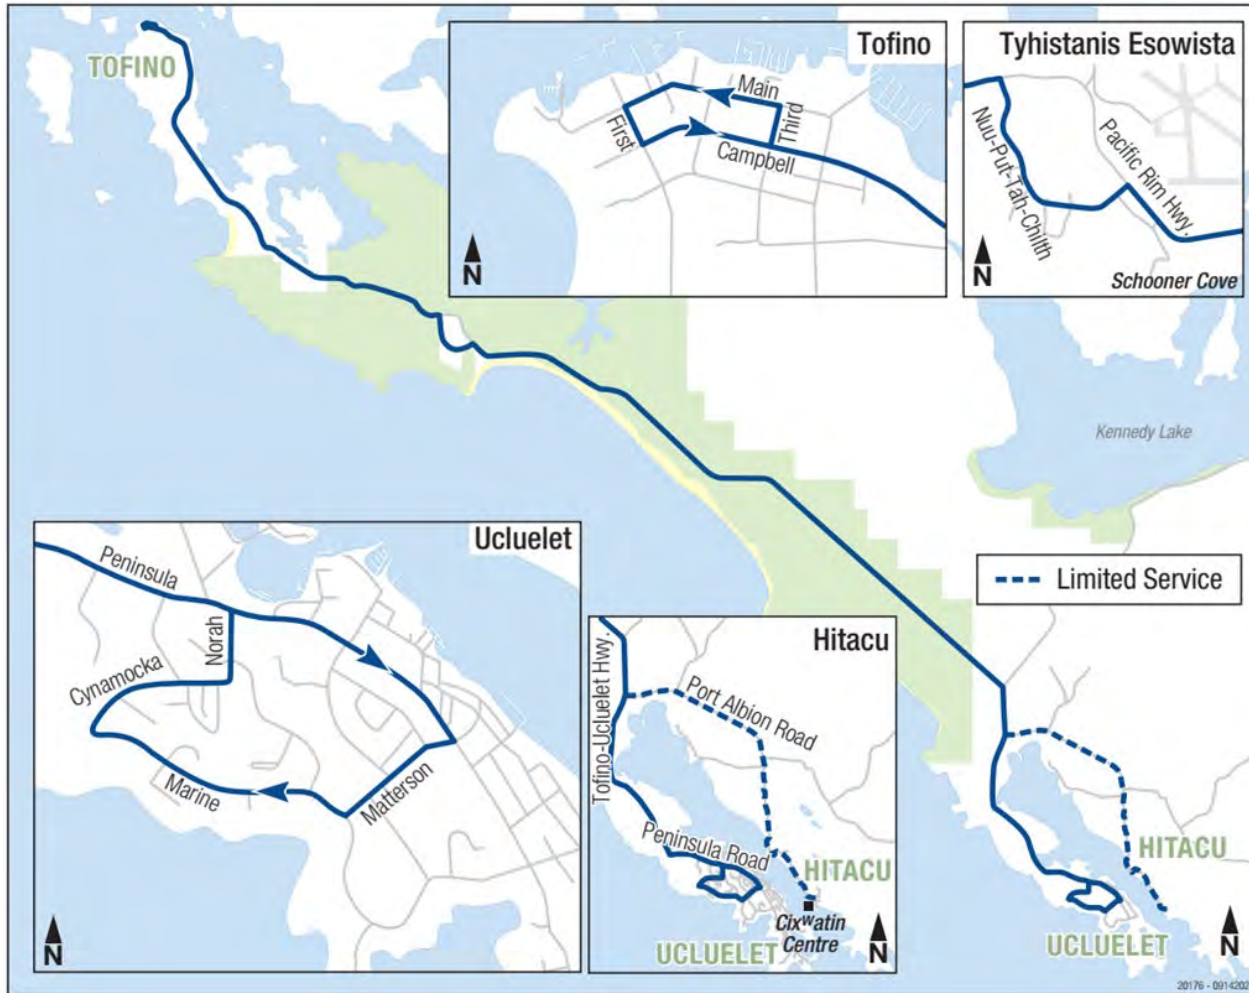 TOFINO
Tofino
Main
First
Third
Campbell
N
Tyhistanis Esowista
Nuu-Put-Tah-Chilth
Pacific Rim Hwy.
Schooner Cove
N
Kennedy Lake
Limited Service
Ucluelet
Peninsula
Norah
Cynamocka
Marine
Matterson
N
Hitacu
Tofino-Ucluelet Hwy.
Port Albion Road
Peninsula Road
HITACU
Cixʷatin
Centre
UCLUELET
N
HITACU
UCLUELET
N